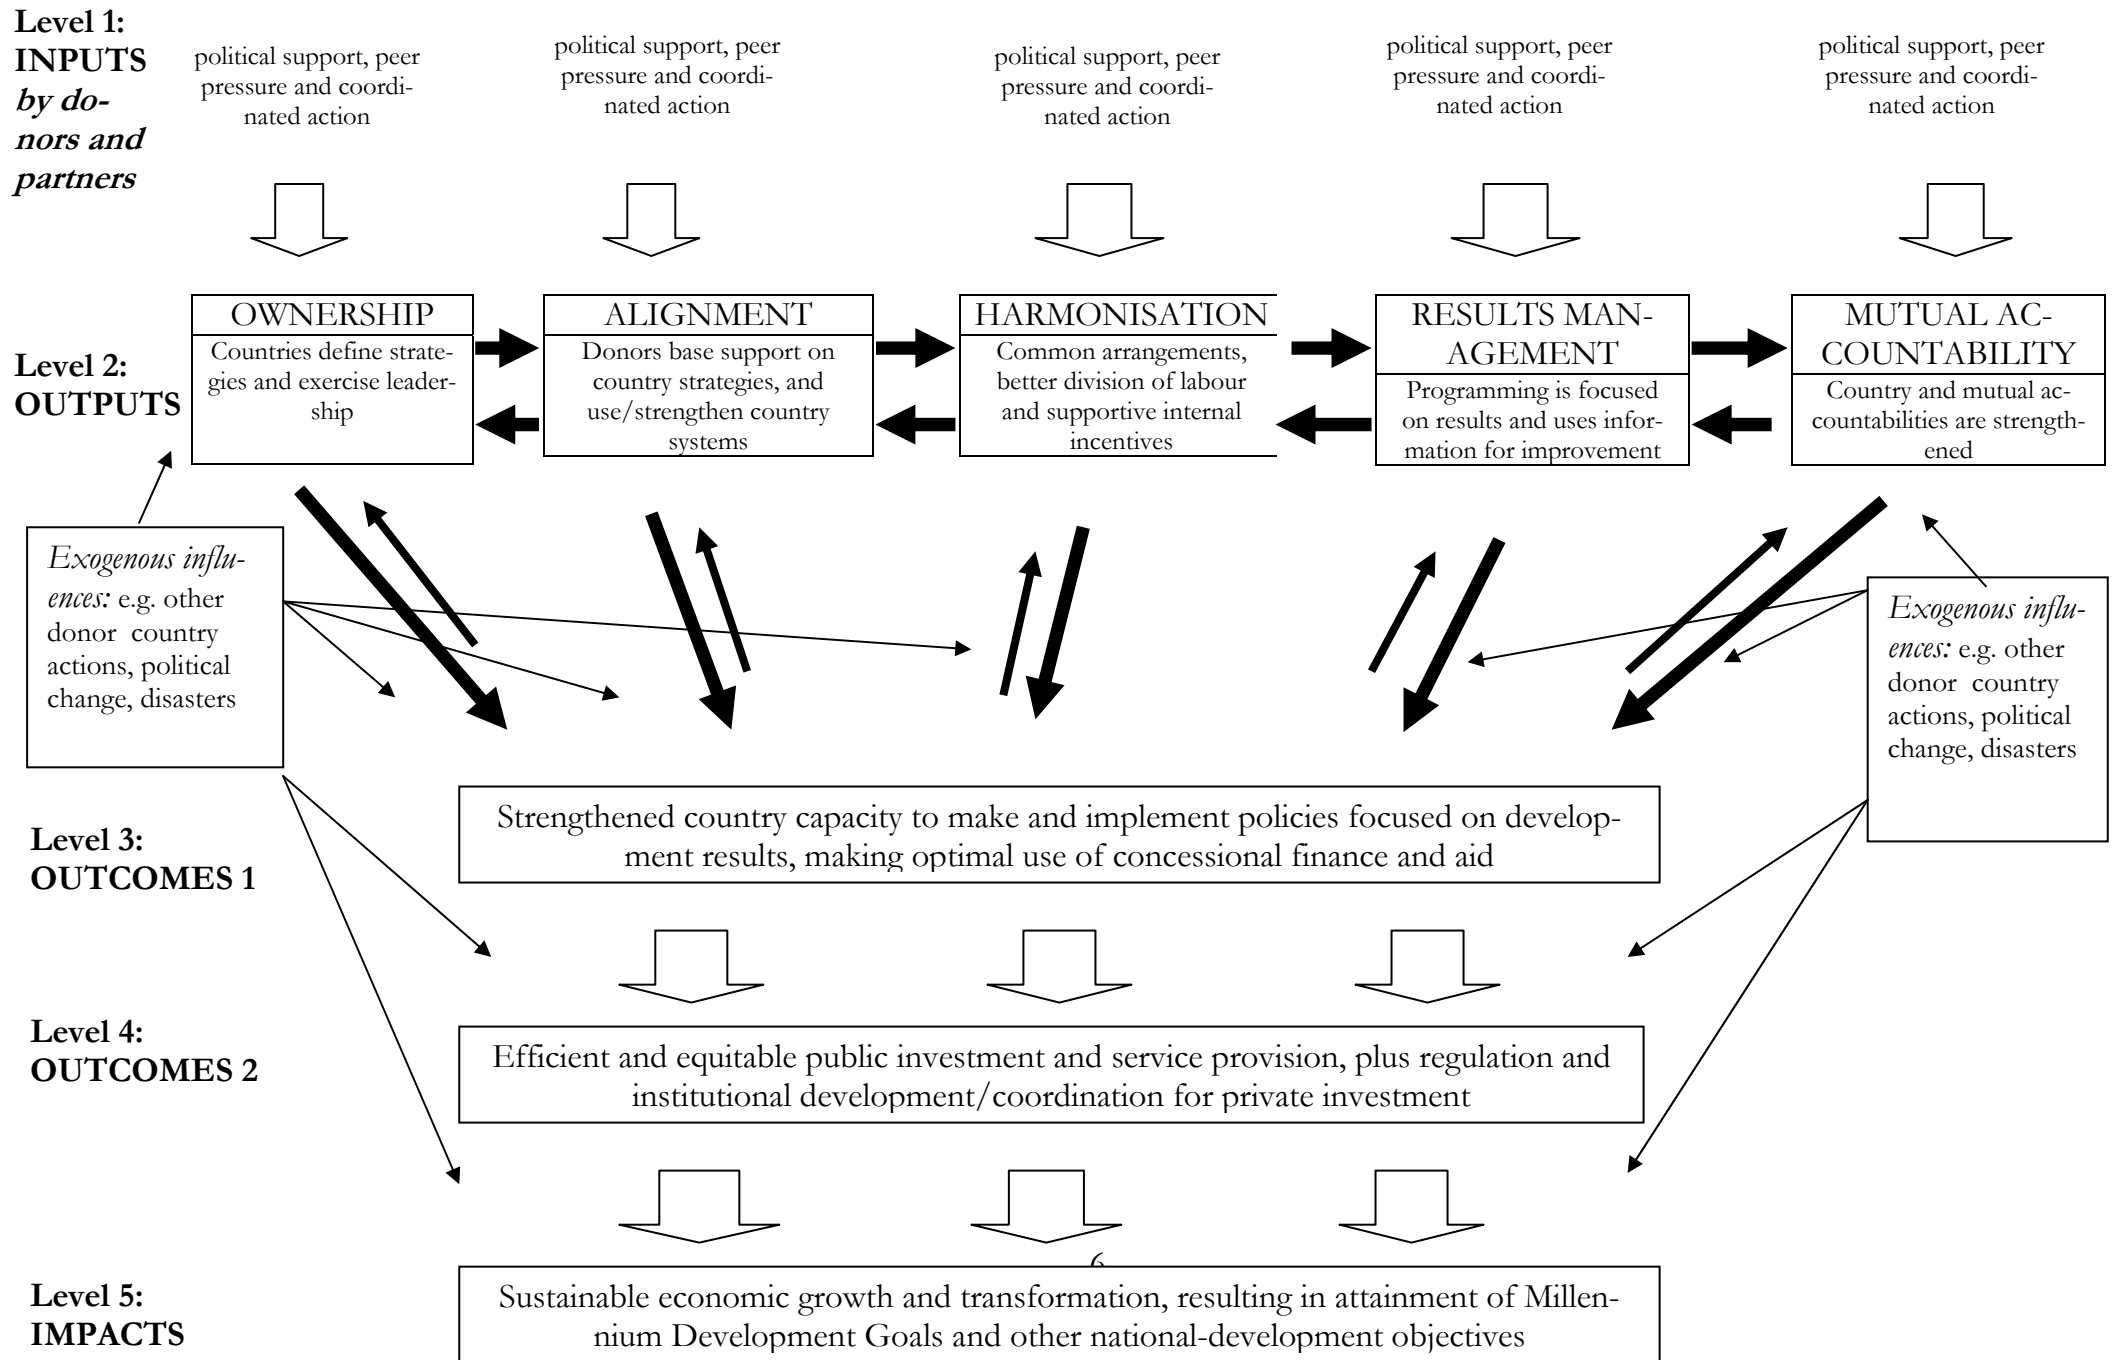 Level 1:
INPUTS
by do-
nors and
partners
political support, peer
pressure and coordi-
nated action
political support, peer
pressure and coordi-
nated action
political support, peer
pressure and coordi-
nated action
political support, peer
pressure and coordi-
nated action
political support, peer
pressure and coordi-
nated action
Level 2:
OUTPUTS
OWNERSHIP
Countries define strate-
gies and exercise leader-
ship
ALIGNMENT
Donors base support on
country strategies, and
use/strengthen country
systems
HARMONISATION
Common arrangements,
better division of labour
and supportive internal
incentives
RESULTS MAN-
AGEMENT
Programming is focused
on results and uses infor-
mation for improvement
MUTUAL AC-
COUNTABILITY
Country and mutual ac-
countabilities are strength-
ened
Exogenous influ-
ences: e.g. other
donor country
actions, political
change, disasters
Exogenous influ-
ences: e.g. other
donor country
actions, political
change, disasters
Level 3:
OUTCOMES 1
Strengthened country capacity to make and implement policies focused on develop-
ment results, making optimal use of concessional finance and aid
Level 4:
OUTCOMES 2
Efficient and equitable public investment and service provision, plus regulation and
institutional development/coordination for private investment
6
Level 5:
IMPACTS
Sustainable economic growth and transformation, resulting in attainment of Millen-
nium Development Goals and other national-development objectives